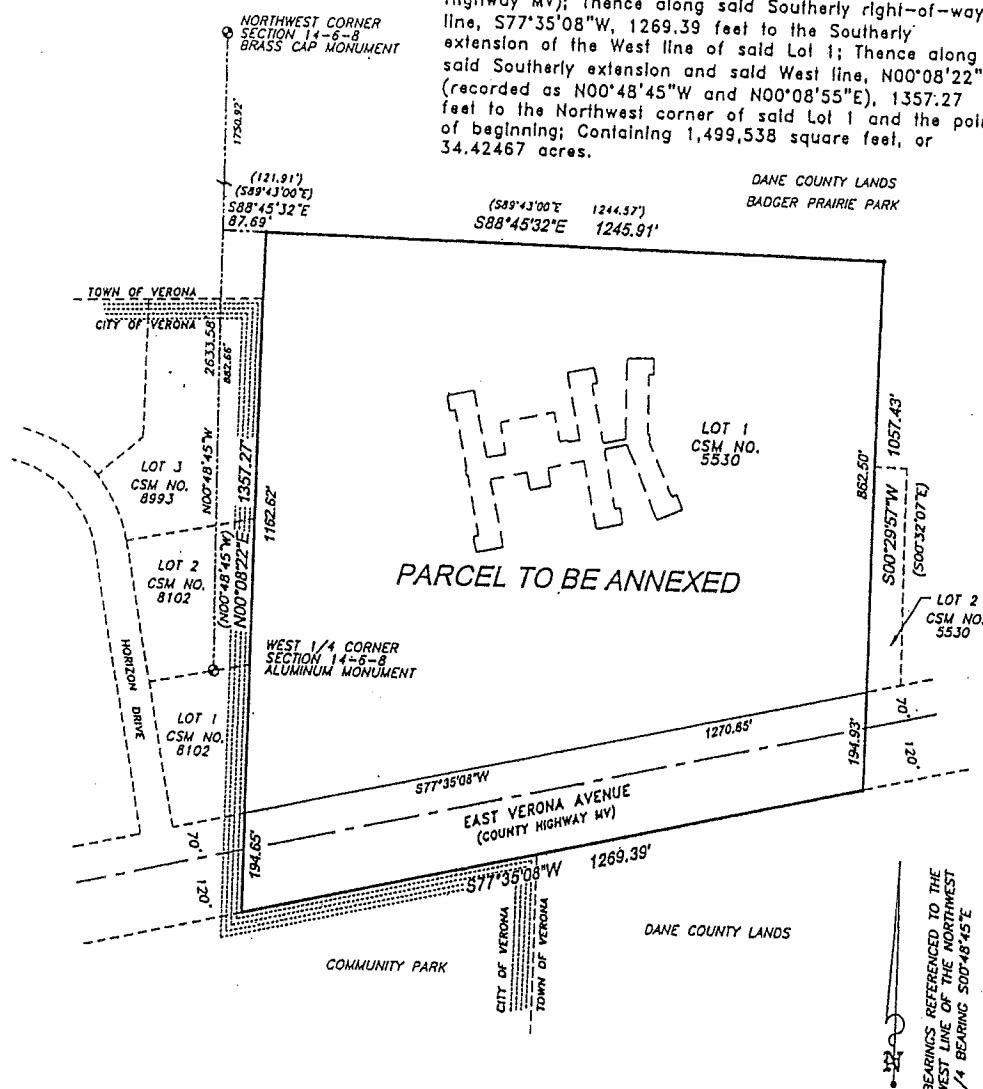 Highway MV); Thence along said Southerly right-of-way
line, S77°35'08"W, 1269.39 feet to the Southerly
extension of the West line of said Lot 1; Thence along
said Southerly extension and said West line, N00°08'22"
(recorded as N00°48'45"W and N00°08'55"E), 1357.27
feet to the Northwest corner of said Lot 1 and the poi
of beginning; Containing 1,499,538 square feet, or
34.42467 acres.
NORTHWEST CORNER
SECTION 14-6-8
BRASS CAP MONUMENT
1750.92'
(121.91')
(S89°43'00"E)
S88°45'32"E
87.69'
(S89°43'00"E 1244.57')
S88°45'32"E 1245.91'
DANE COUNTY LANDS
BADGER PRAIRIE PARK
TOWN OF VERONA
CITY OF VERONA
2633.58'
882.66'
N00°48'45"W
(N00°48'45"W)
N00°08'22"E 1357.27'
1162.62'
LOT 3
CSM NO.
8993
LOT 2
CSM NO.
8102
LOT 1
CSM NO.
8102
HORIZON DRIVE
WEST 1/4 CORNER
SECTION 14-6-8
ALUMINUM MONUMENT
LOT 1
CSM NO.
5530
PARCEL TO BE ANNEXED
862.50'
S00°29'57"W 1057.43'
(S00°32'07"E)
LOT 2
CSM NO.
5530
1270.65'
S77°35'08"W
EAST VERONA AVENUE
(COUNTY HIGHWAY MV)
S77°35'08"W 1269.39'
194.93'
70'
120'
194.65'
70'
120'
CITY OF VERONA
TOWN OF VERONA
COMMUNITY PARK
DANE COUNTY LANDS
N
BEARINGS REFERENCED TO THE
WEST LINE OF THE NORTHWEST
/4 BEARING S00°48'45"E